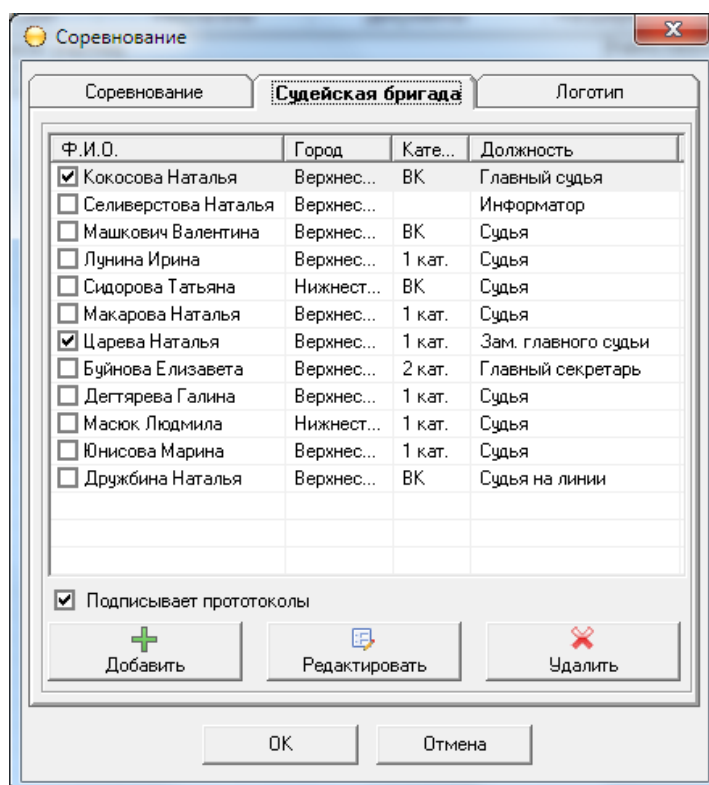 Соревнование
Соревнование Судейская бригада Логотип
Ф.И.О. Город Кате... Должность
Кокосова Наталья Верхнес... ВК Главный судья
Селиверстова Наталья Верхнес... Информатор
Машкович Валентина Верхнес... ВК Судья
Лунина Ирина Верхнес... 1 кат. Судья
Сидорова Татьяна Нижнест... ВК Судья
Макарова Наталья Верхнес... 1 кат. Судья
Царева Наталья Верхнес... 1 кат. Зам. главного судьи
Буйнова Елизавета Верхнес... 2 кат. Главный секретарь
Дегтярева Галина Верхнес... 1 кат. Судья
Масюк Людмила Нижнест... 1 кат. Судья
Юнисова Марина Верхнес... 1 кат. Судья
Дружбина Наталья Верхнес... ВК Судья на линии
Подписывает прототоколы
Добавить Редактировать Удалить
OK Отмена